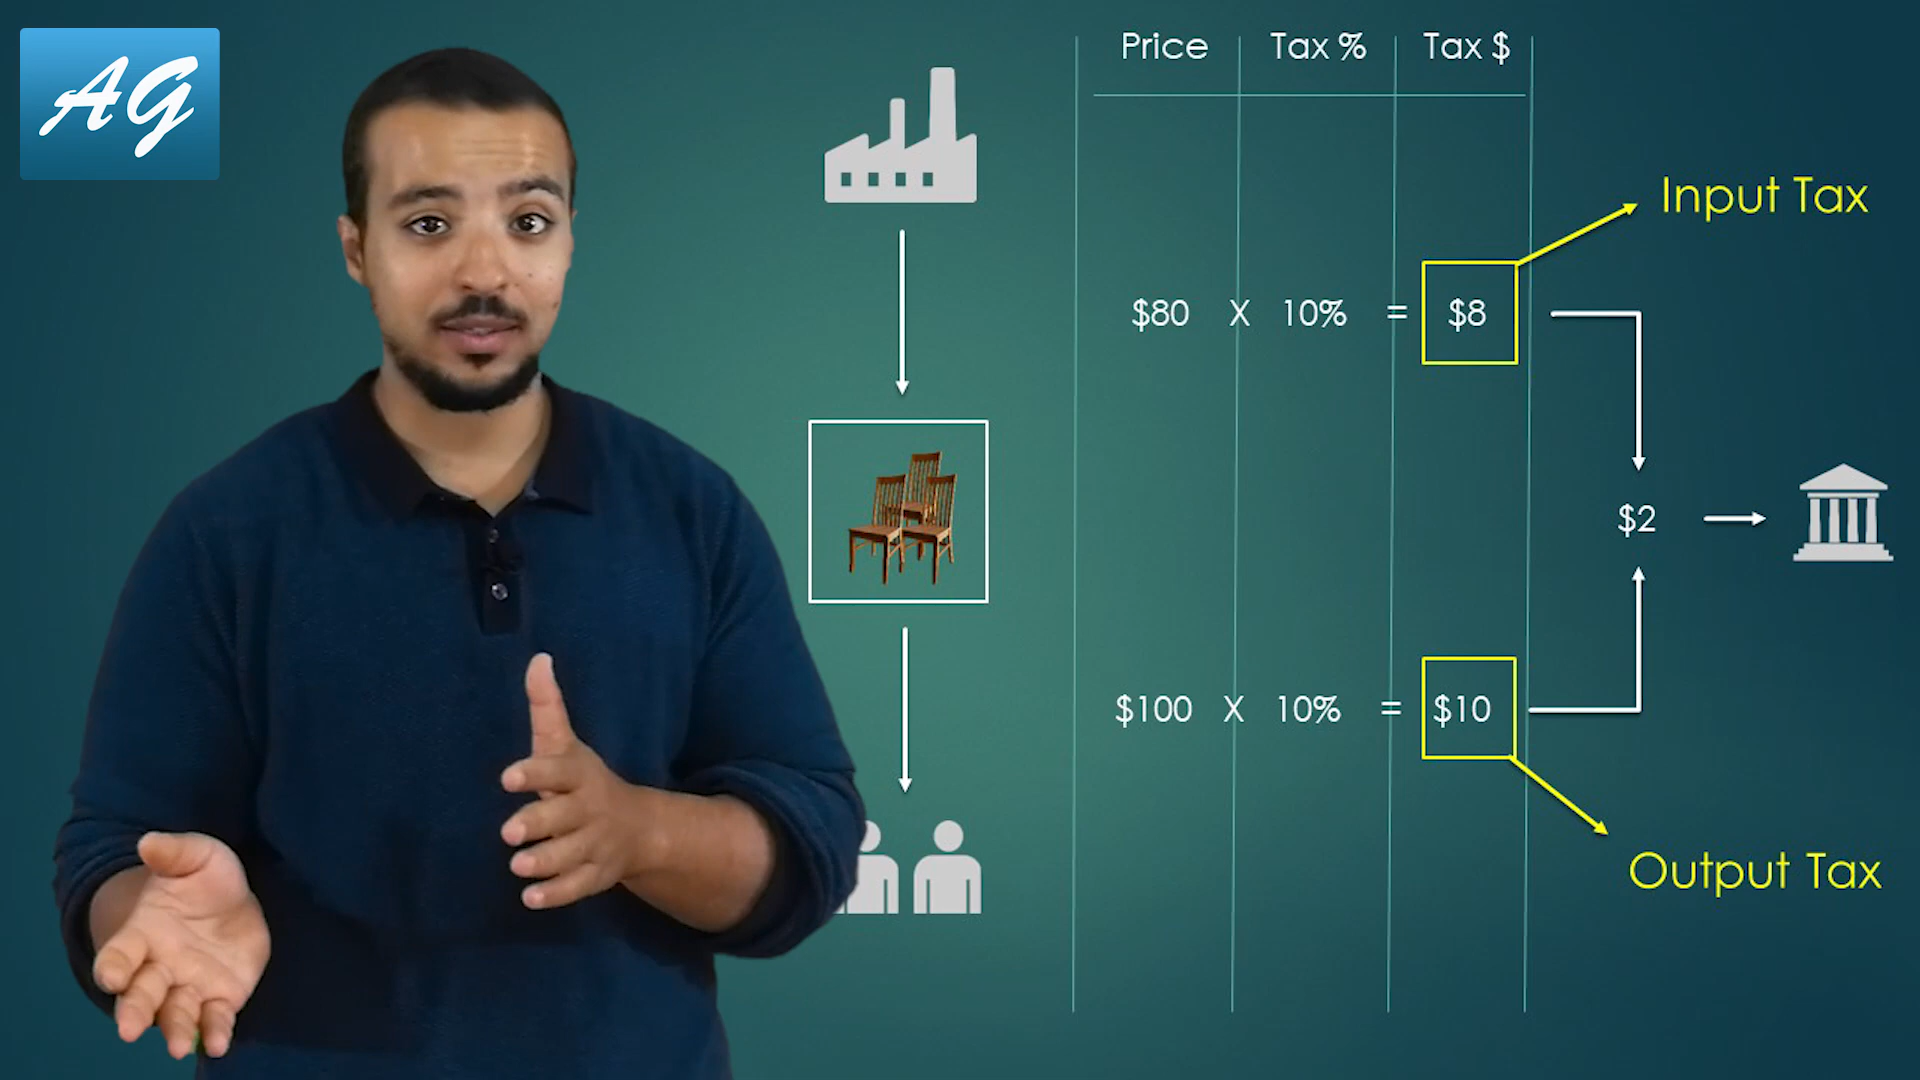 AG
Price Tax % Tax $
Input Tax
$80 X 10% = $8
$2
$100 X 10% = $10
Output Tax